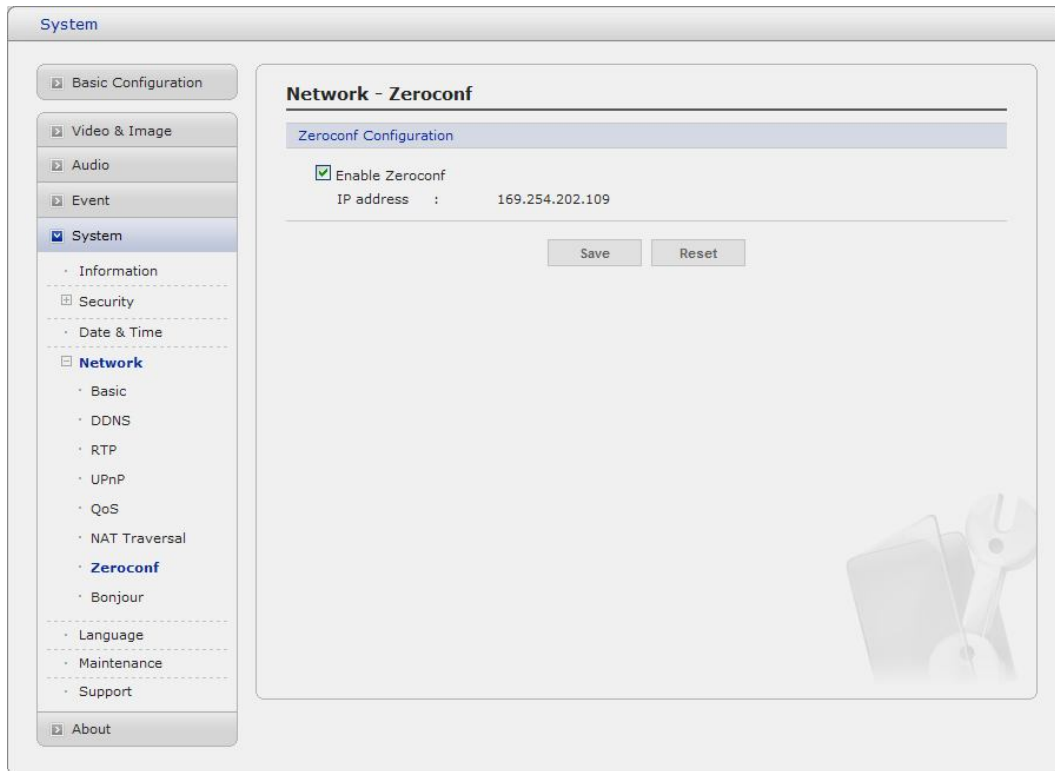 System
Basic Configuration
Video & Image
Audio
Event
System
Information
Security
Date & Time
Network
Basic
DDNS
RTP
UPnP
QoS
NAT Traversal
Zeroconf
Bonjour
Language
Maintenance
Support
About
Network - Zeroconf
Zeroconf Configuration
Enable Zeroconf
IP address : 169.254.202.109
Save Reset